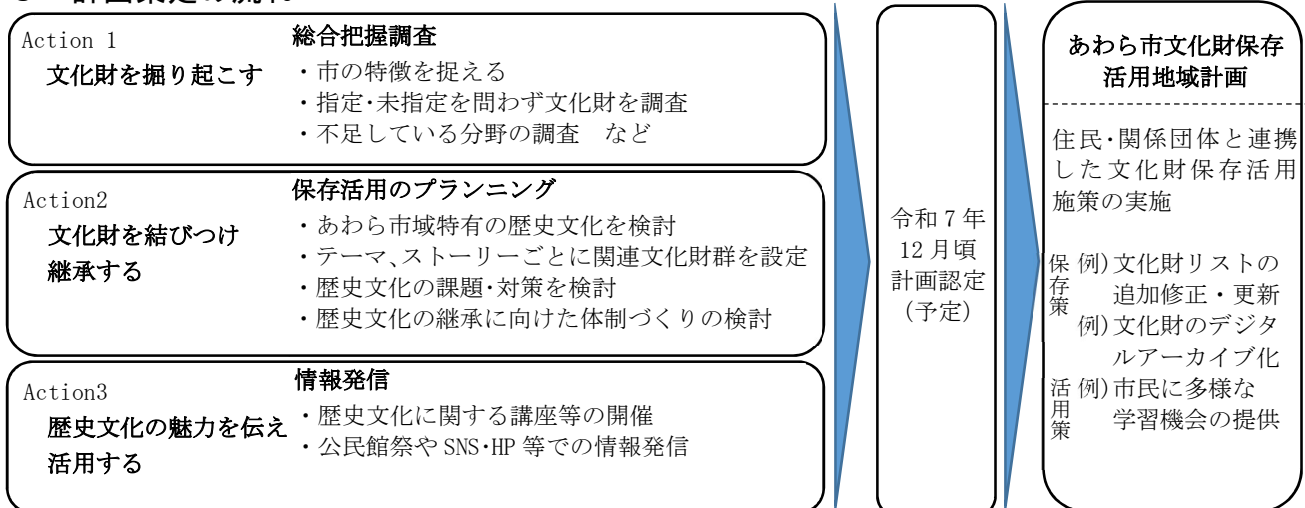 Action 1
文化財を掘り起こす
総合把握調査
・市の特徴を捉える
・指定・未指定を問わず文化財を調査
・不足している分野の調査　など
Action2
文化財を結びつけ
継承する
保存活用のプランニング
・あわら市域特有の歴史文化を検討
・テーマ、ストーリーごとに関連文化財群を設定
・歴史文化の課題・対策を検討
・歴史文化の継承に向けた体制づくりの検討
Action3
歴史文化の魅力を伝え
活用する
情報発信
・歴史文化に関する講座等の開催
・公民館祭や SNS・HP 等での情報発信
令和７年
12 月頃
計画認定
（予定）
あわら市文化財保存
活用地域計画
住民・関係団体と連携
した文化財保存活用
施策の実施
保存策
例）文化財リストの
追加修正・更新
例）文化財のデジタ
ルアーカイブ化
活用策
例）市民に多様な
学習機会の提供